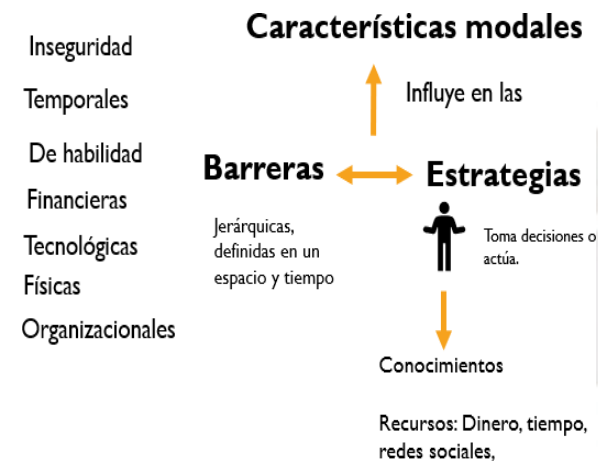 Características modales
Influye en las
Inseguridad
Temporales
De habilidad
Financieras
Tecnológicas
Físicas
Organizacionales
Barreras
Jerárquicas,
definidas en un
espacio y tiempo
Estrategias
Toma decisiones o
actúa.
Conocimientos
Recursos: Dinero, tiempo,
redes sociales,